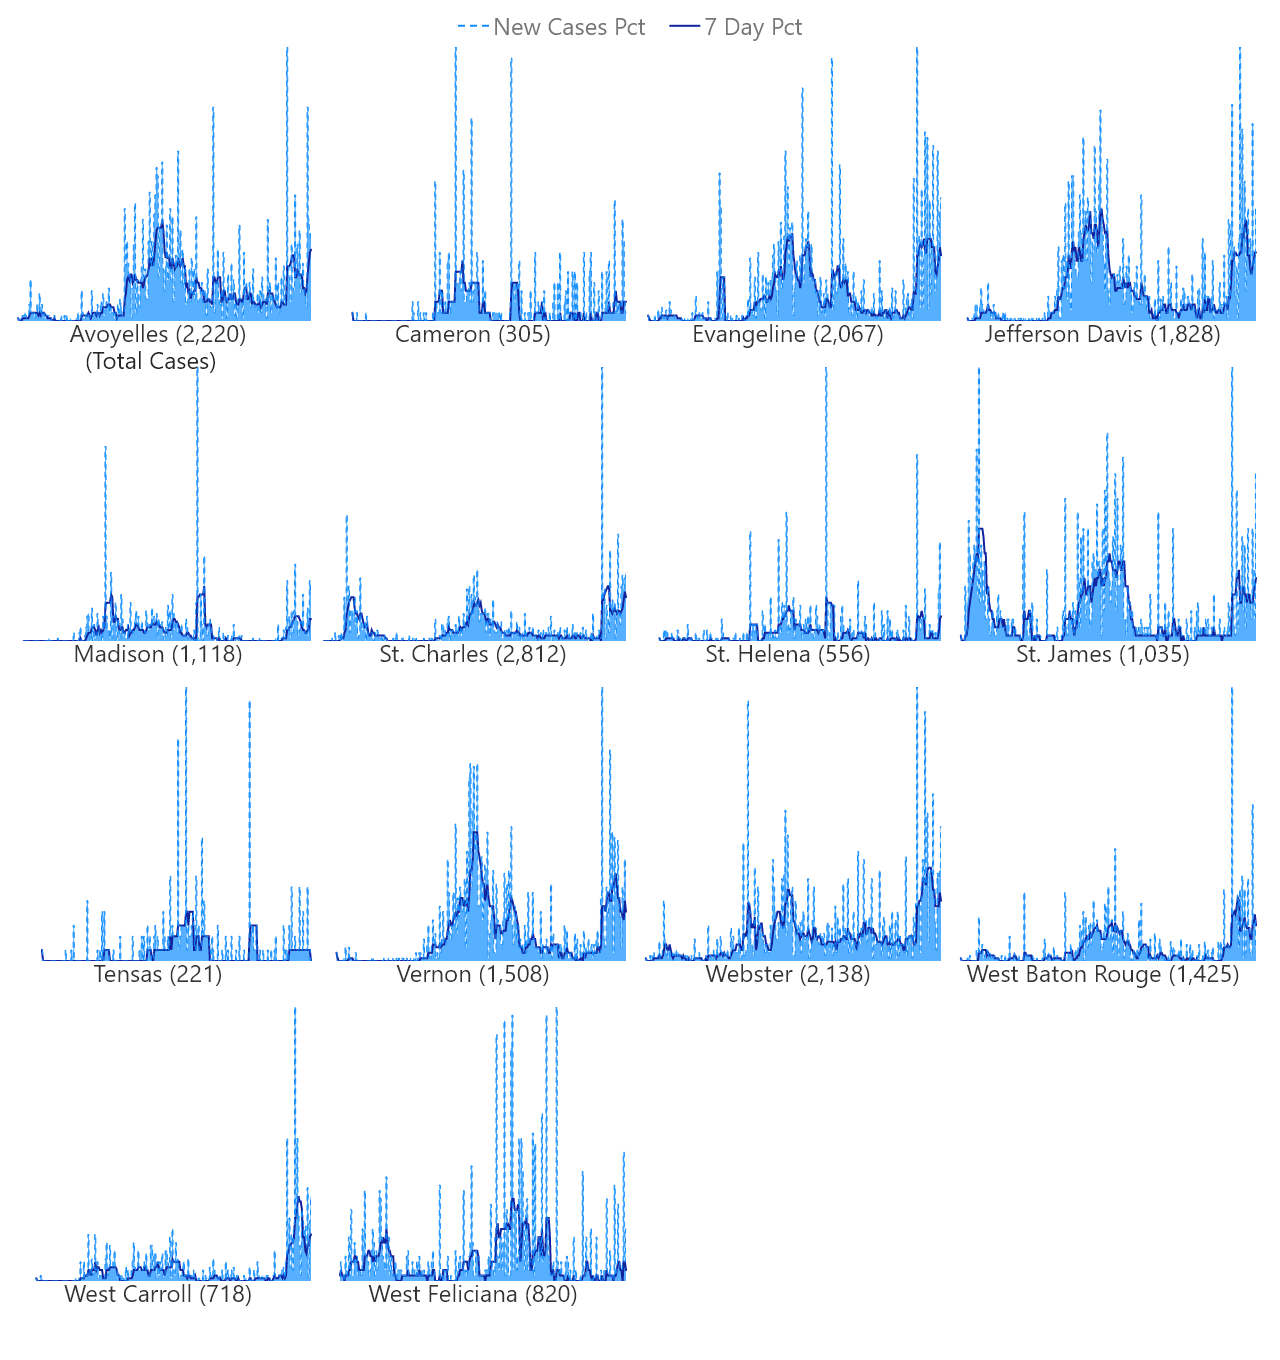 New Cases Pct 7 Day Pct
Avoyelles (2,220)
(Total Cases)
Cameron (305)
Evangeline (2,067)
Jefferson Davis (1,828)
Madison (1,118)
St. Charles (2,812)
St. Helena (556)
St. James (1,035)
Tensas (221)
Vernon (1,508)
Webster (2,138)
West Baton Rouge (1,425)
West Carroll (718)
West Feliciana (820)